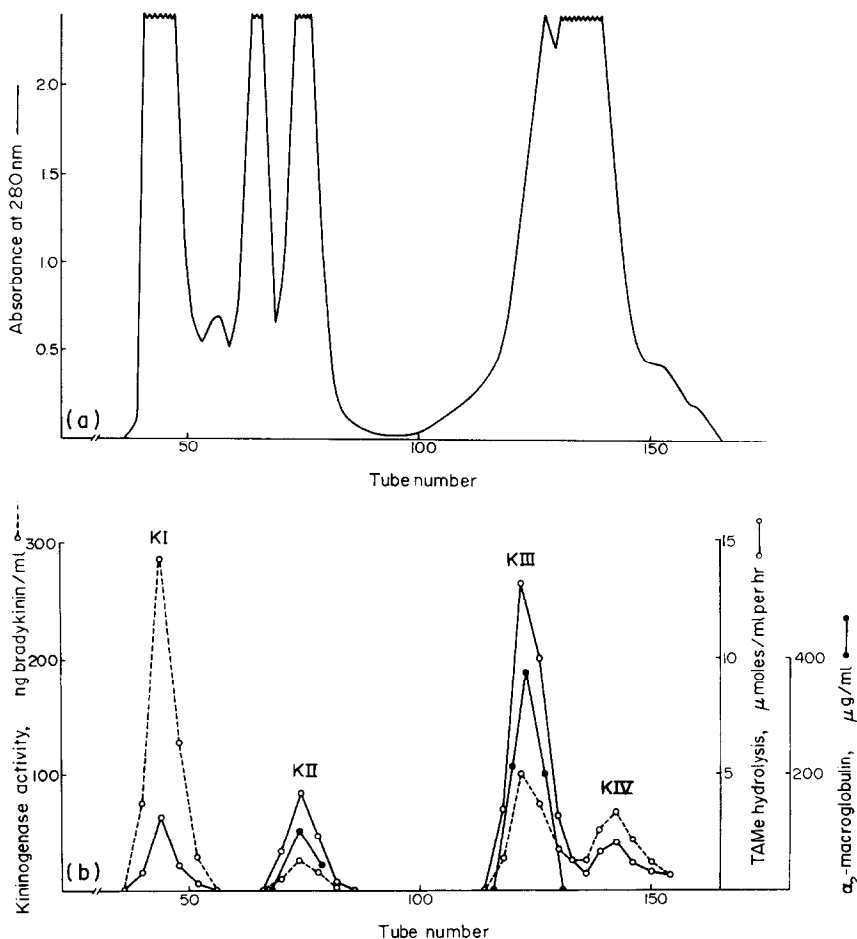 2.0
1.5
1.0
0.5
Absorbance at 280nm
(a)
50
100
150
Tube number
300
200
100
Kininogenase activity, ng bradykinin/ml
KI
KII
KIII
KIV
15
10
5
TAMe hydrolysis, μmoles/ml per hr
400
200
α2-macroglobulin, μg/ml
(b)
50
100
150
Tube number